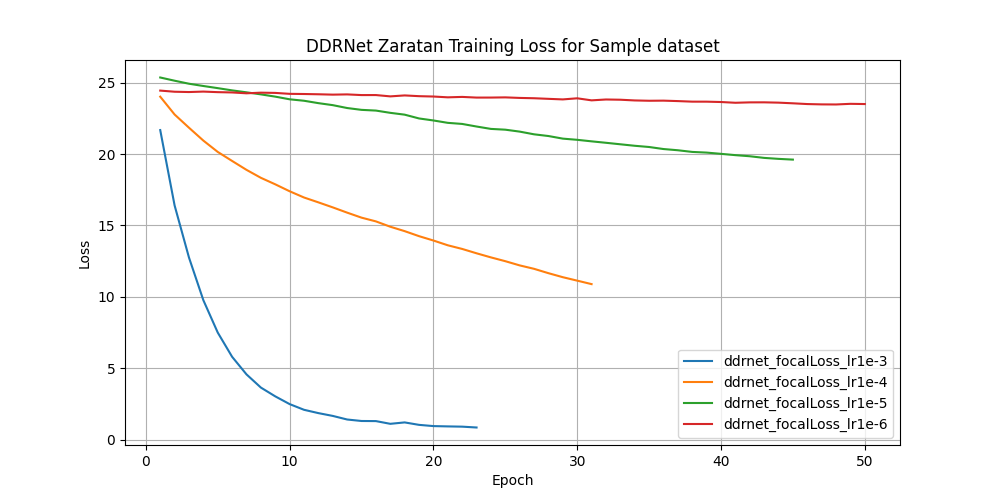 DDRNet Zaratan Training Loss for Sample dataset
25
20
15
10
5
0
Loss
0 10 20 30 40 50
Epoch
ddrnet_focalLoss_lr1e-3
ddrnet_focalLoss_lr1e-4
ddrnet_focalLoss_lr1e-5
ddrnet_focalLoss_lr1e-6